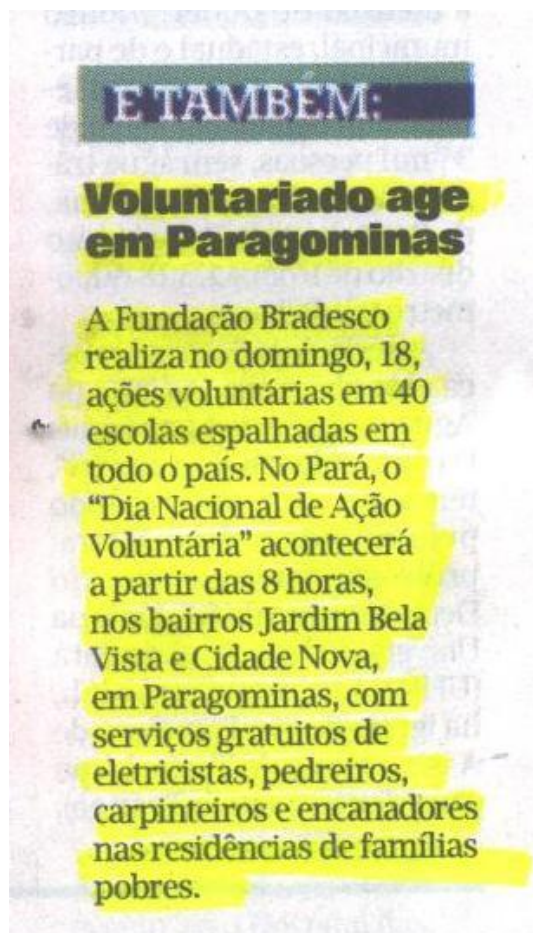 E TAMBÉM:
Voluntariado age
em Paragominas
A Fundação Bradesco
realiza no domingo, 18,
ações voluntárias em 40
escolas espalhadas em
todo o país. No Pará, o
“Dia Nacional de Ação
Voluntária” acontecerá
a partir das 8 horas,
nos bairros Jardim Bela
Vista e Cidade Nova,
em Paragominas, com
serviços gratuitos de
eletricistas, pedreiros,
carpinteiros e encanadores
nas residências de famílias
pobres.